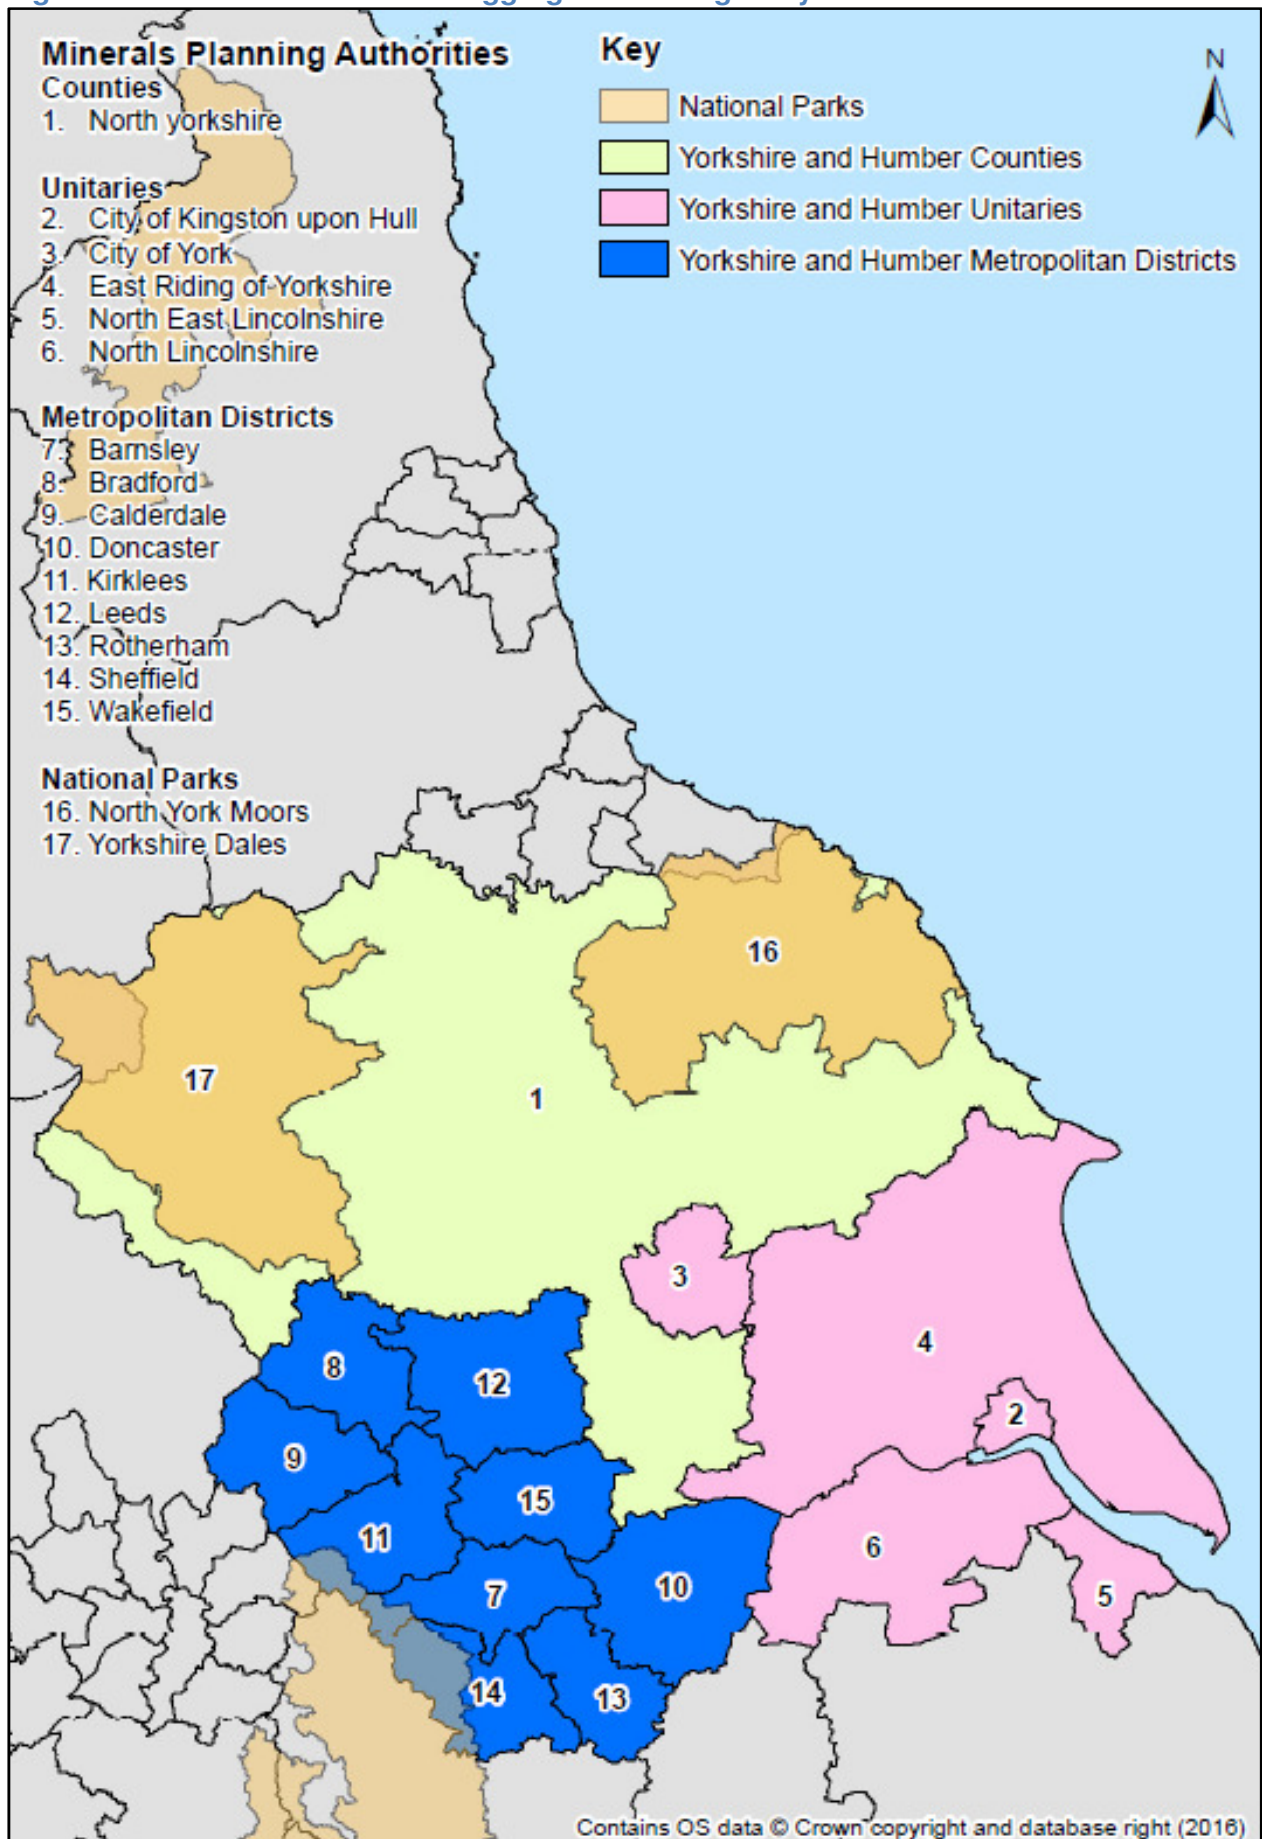 Minerals Planning Authorities
Counties
1. North yorkshire
Unitaries
2. City of Kingston upon Hull
3. City of York
4. East Riding of Yorkshire
5. North East Lincolnshire
6. North Lincolnshire
Metropolitan Districts
7. Barnsley
8. Bradford
9. Calderdale
10. Doncaster
11. Kirklees
12. Leeds
13. Rotherham
14. Sheffield
15. Wakefield
National Parks
16. North York Moors
17. Yorkshire Dales
Key
National Parks
Yorkshire and Humber Counties
Yorkshire and Humber Unitaries
Yorkshire and Humber Metropolitan Districts
N
16
17
1
3
4
8
12
2
9
15
11
6
7
10
5
14
13
Contains OS data © Crown copyright and database right (2016)